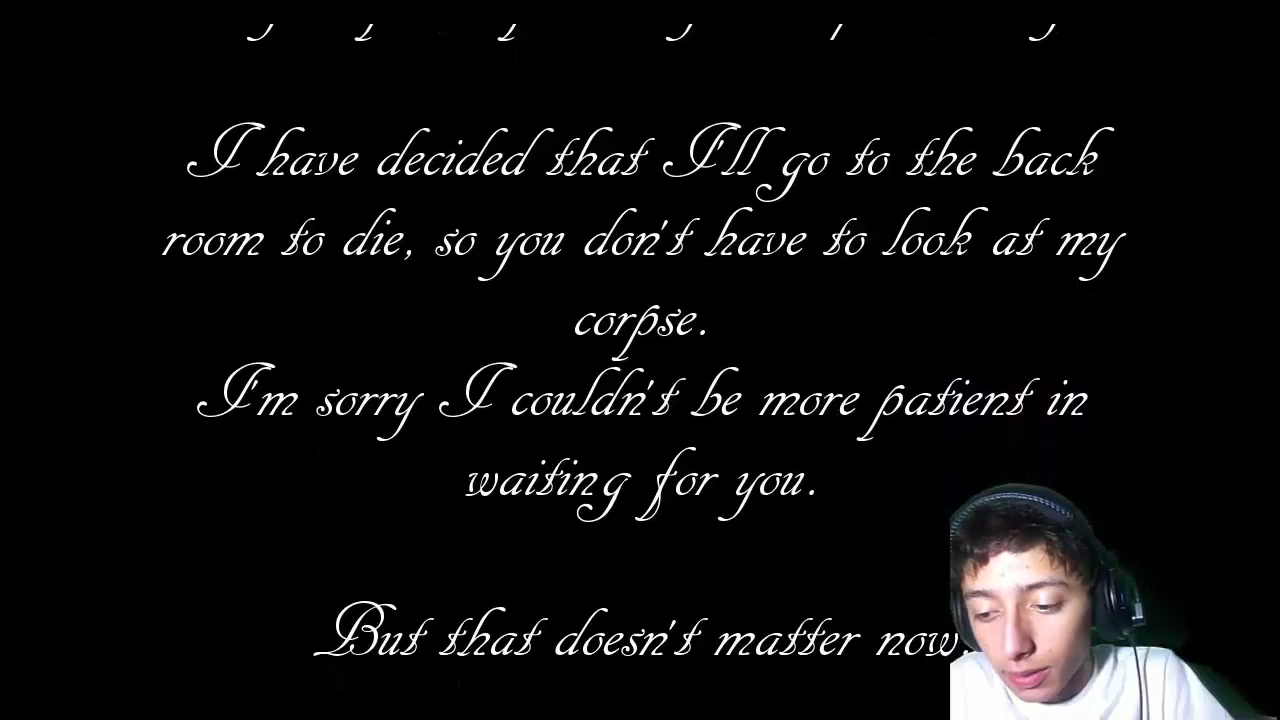 I have decided that I'll go to the back
room to die, so you don't have to look at my
corpse.
I'm sorry I couldn't be more patient in
waiting for you.
But that doesn't matter now.